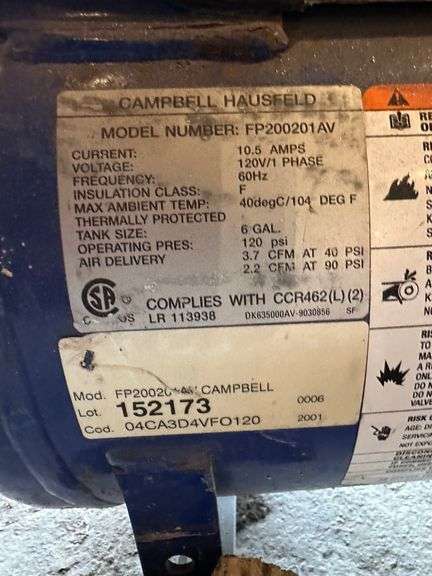 CAMPBELL HAUSFELD
MODEL NUMBER: FP200201AV
CURRENT: 10.5 AMPS
VOLTAGE: 120V/1 PHASE
FREQUENCY: 60Hz
INSULATION CLASS: F
MAX AMBIENT TEMP: 40degC/104 DEG F
THERMALLY PROTECTED
TANK SIZE: 6 GAL.
OPERATING PRES: 120 psi
AIR DELIVERY 3.7 CFM AT 40 PSI
2.2 CFM AT 90 PSI
COMPLIES WITH CCR462(L)(2)
LR 113938 DK635000AV-9030856 SF
Mod. CAMPBELL
Lot. 152173 0006
Cod. 04CA3D4VFO120 2001
RISK